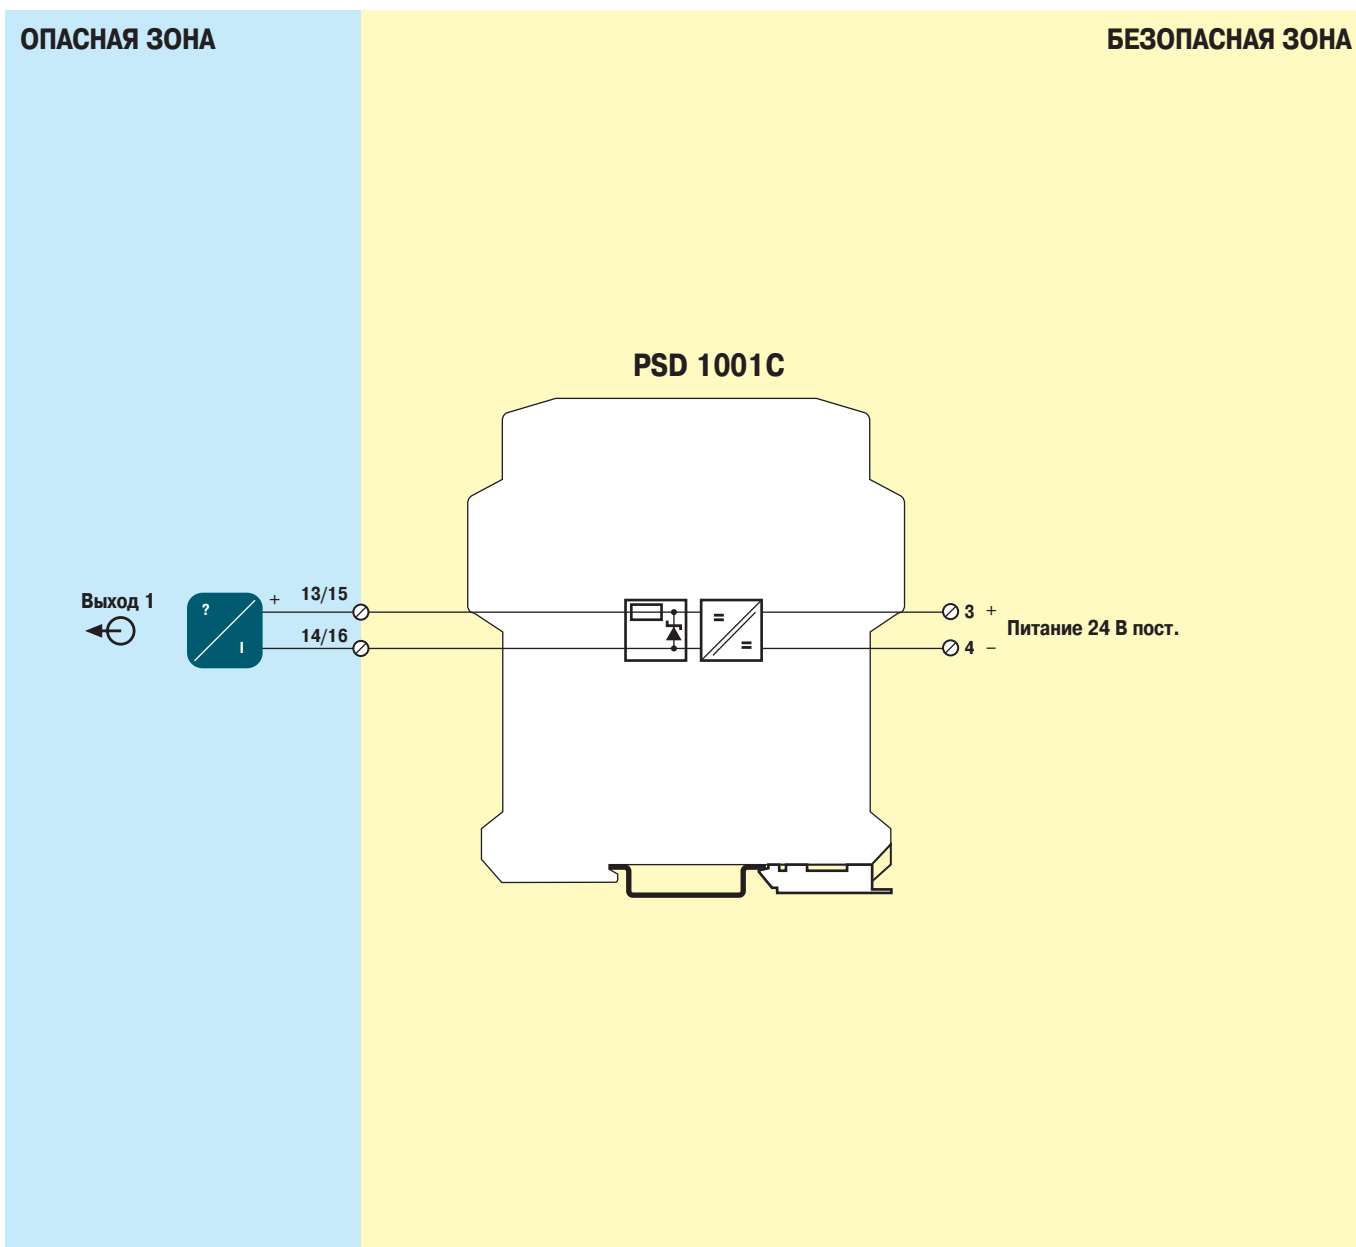 ОПАСНАЯ ЗОНА
БЕЗОПАСНАЯ ЗОНА
PSD 1001C
Выход 1
?
I
+
13/15
14/16
=
=
3 +
4 –
Питание 24 В пост.